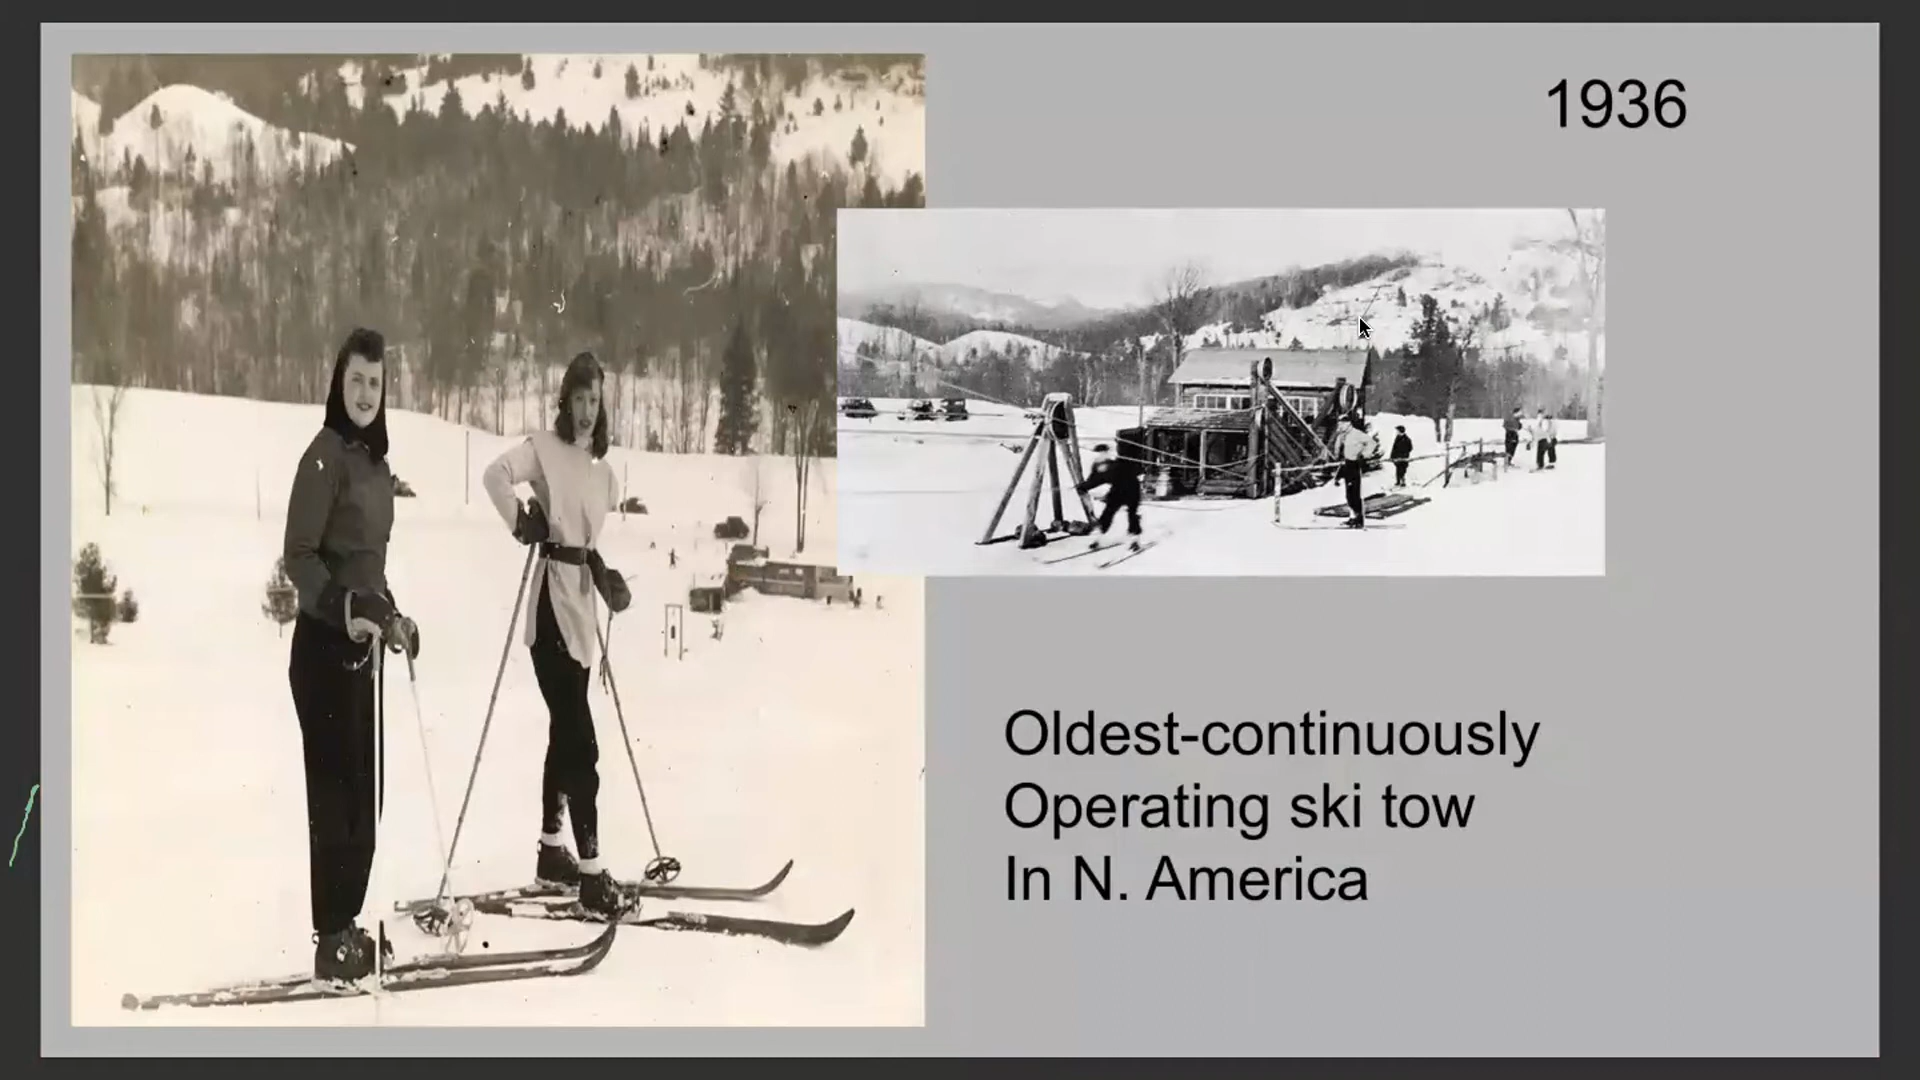 1936
Oldest-continuously
Operating ski tow
In N. America